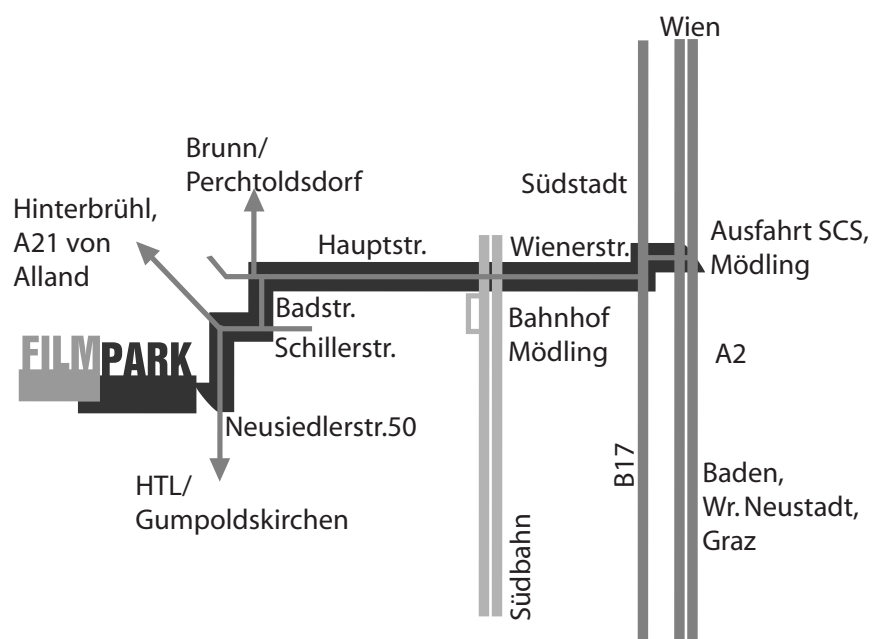 Wien
Brunn/
Perchtoldsdorf
Südstadt
Hinterbrühl,
A21 von
Alland
Hauptstr.
Wienerstr.
Ausfahrt SCS,
Mödling
Badstr.
Schillerstr.
Bahnhof
Mödling
A2
FILMPARK
Neusiedlerstr.50
B17
HTL/
Gumpoldskirchen
Baden,
Wr. Neustadt,
Graz
Südbahn